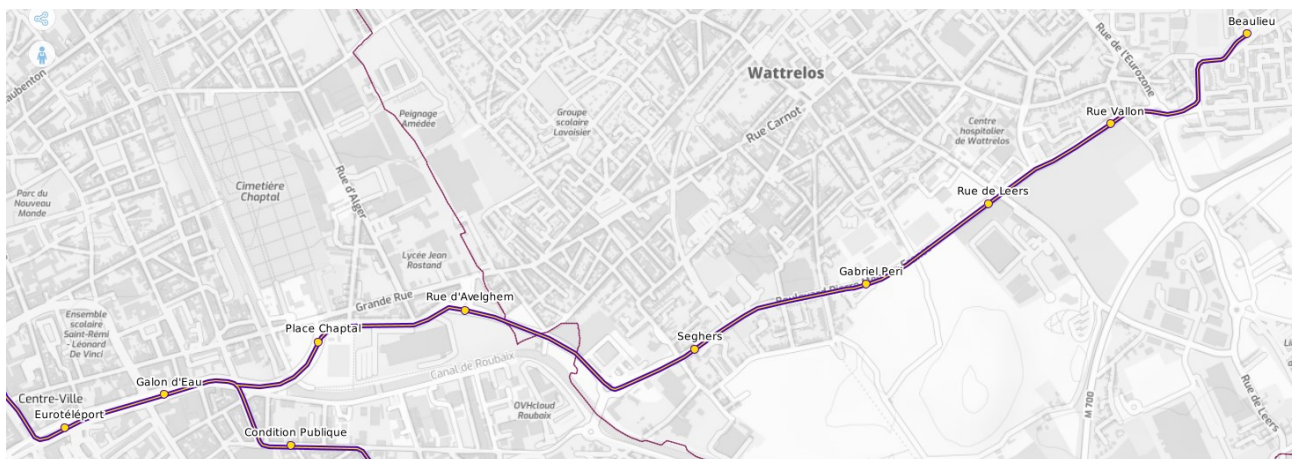 Beaulieu
Rue de l'Eurozone
Wattrelos
aubenton
Peignage
Amédée
Groupe
scolaire
Lavoisier
Rue Carnot
Rue Vallon
Centre
hospitalier
de Wattrelos
Cimetière
Chaptal
Rue d'Alger
Parc du
Nouveau
Monde
Rue de Leers
Lycée Jean
Rostand
Gabriel Peri
Grande Rue
Rue d'Avelghem
Ensemble
scolaire
Saint-Rémi
- Léonard
De Vinci
Place Chaptal
Seghers
Canal de Roubaix
Galon d'Eau
Centre-Ville
Eurotéléport
OVHcloud
Roubaix
M 700
Rue de Leers
Condition Publique